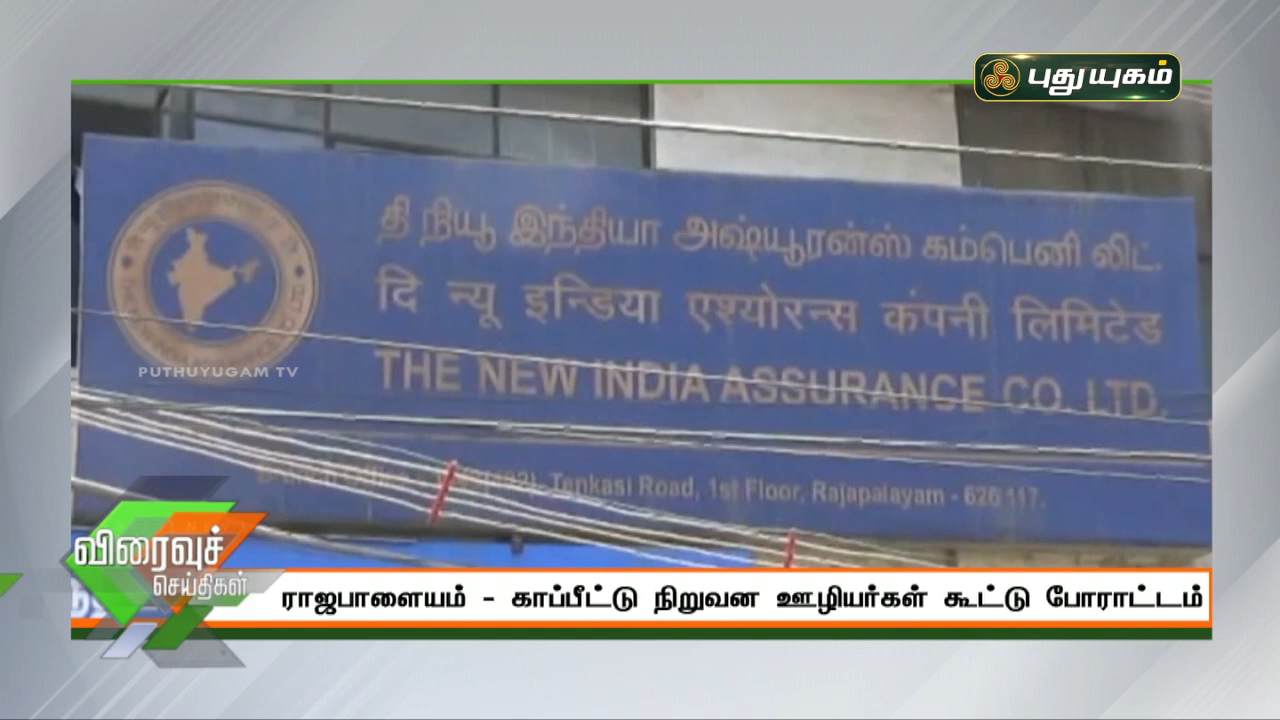 புதுயுகம்
தி நியூ இந்தியா அஷ்யூரன்ஸ் கம்பெனி லிட்.
दि न्यू इन्डिया एश्योरन्स कंपनी लिमिटेड
THE NEW INDIA ASSURANCE CO. LTD.
PUTHUYUGAM TV
Tenkasi Road, 1st Floor, Rajapalayam - 626 117.
விரைவுச்
செய்திகள்
ராஜபாளையம் - காப்பீட்டு நிறுவன ஊழியர்கள் கூட்டு போராட்டம்